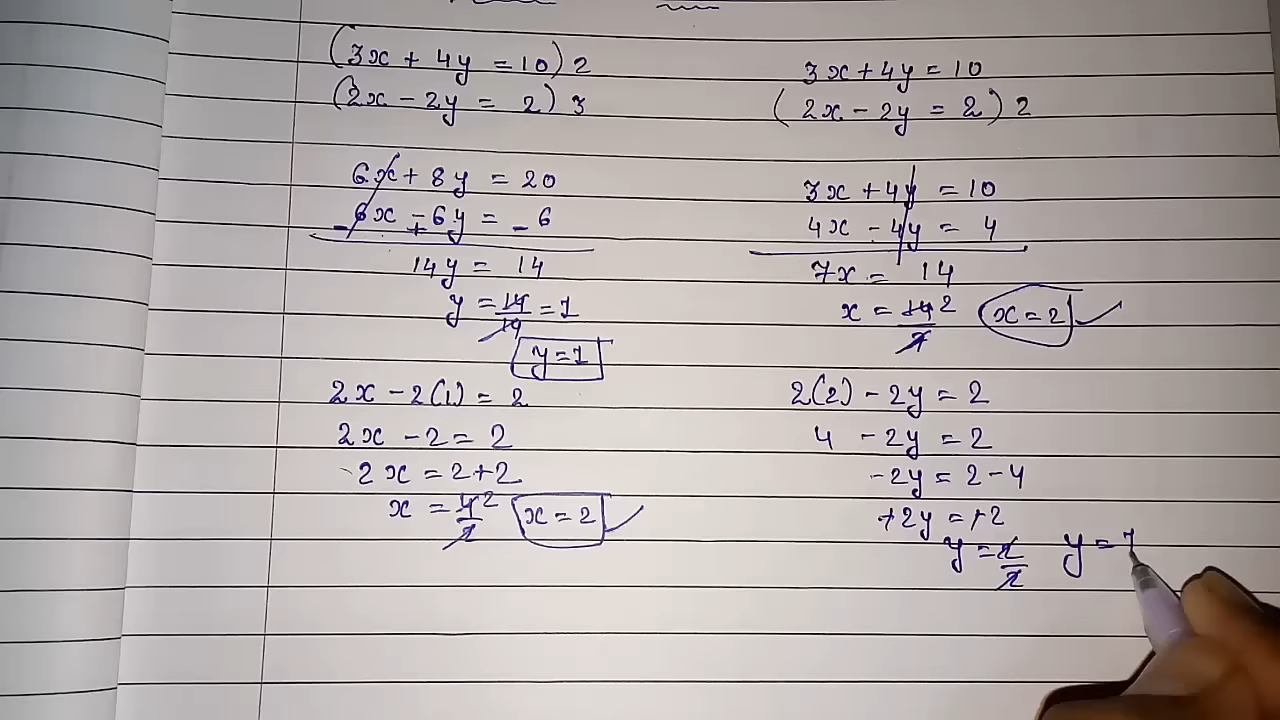 (3x + 4y = 10) 2
(2x - 2y = 2) 3
6x + 8y = 20
- 6x - 6y = - 6
+
14y = 14
y = 14/14 = 1
y = 1
2x - 2(1) = 2
2x - 2 = 2
2x = 2 + 2
x = 4/2 2
x = 2
3x + 4y = 10
(2x - 2y = 2) 2
3x + 4y = 10
4x - 4y = 4
7x = 14
x = 14/7 2
x = 2
2(2) - 2y = 2
4 - 2y = 2
-2y = 2 - 4
+2y = +2
y = 2/2 y = 1